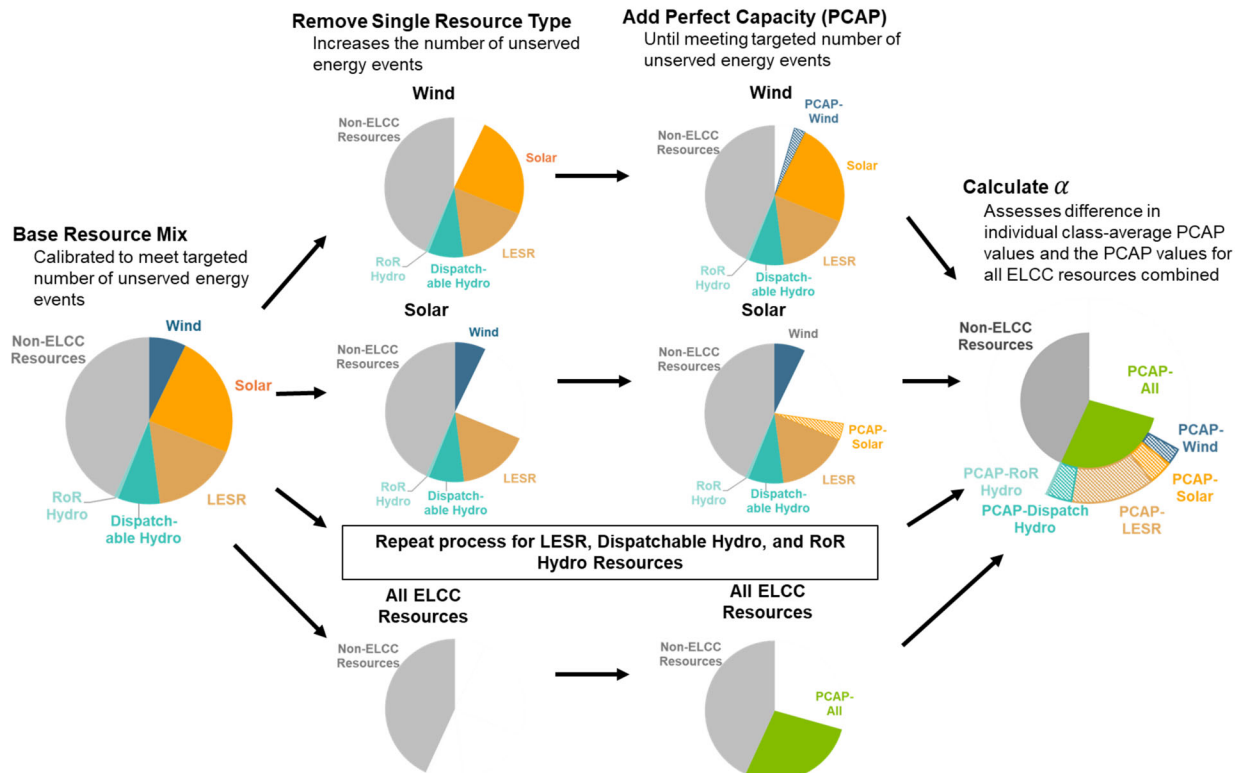 Remove Single Resource Type
Increases the number of unserved
energy events
Add Perfect Capacity (PCAP)
Until meeting targeted number of
unserved energy events
Wind
Non-ELCC
Resources
Solar
LESR
Dispatch-
able Hydro
RoR
Hydro
Wind
PCAP-
Wind
Non-ELCC
Resources
Solar
LESR
Dispatch-
able Hydro
RoR
Hydro
Base Resource Mix
Calibrated to meet targeted
number of unserved energy
events
Wind
Non-ELCC
Resources
Solar
LESR
RoR
Hydro
Dispatch-
able Hydro
Solar
Wind
Non-ELCC
Resources
LESR
RoR
Hydro
Dispatch-
able Hydro
Solar
Wind
Non-ELCC
Resources
PCAP-
Solar
LESR
RoR
Hydro
Dispatch-
able Hydro
Calculate α
Assesses difference in
individual class-average PCAP
values and the PCAP values for
all ELCC resources combined
Non-ELCC
Resources
PCAP-
All
PCAP-
Wind
PCAP-
Solar
PCAP-
LESR
PCAP-RoR
Hydro
PCAP-Dispatch
Hydro
Repeat process for LESR, Dispatchable Hydro, and RoR
Hydro Resources
All ELCC
Resources
Non-ELCC
Resources
All ELCC
Resources
Non-ELCC
Resources
PCAP-
All